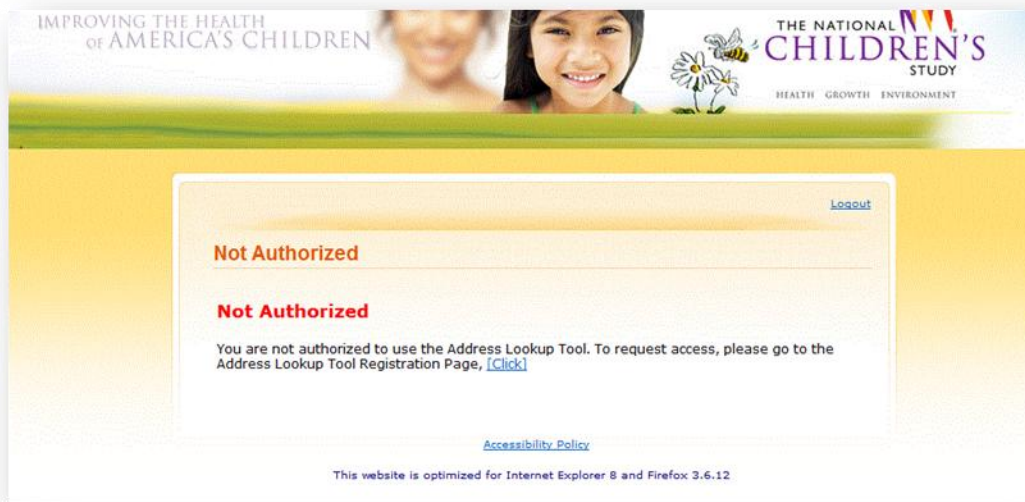 IMPROVING THE HEALTH
OF AMERICA'S CHILDREN
THE NATIONAL
CHILDREN'S
STUDY
HEALTH GROWTH ENVIRONMENT
Logout
Not Authorized
Not Authorized
You are not authorized to use the Address Lookup Tool. To request access, please go to the
Address Lookup Tool Registration Page, [Click]
Accessibility Policy
This website is optimized for Internet Explorer 8 and Firefox 3.6.12